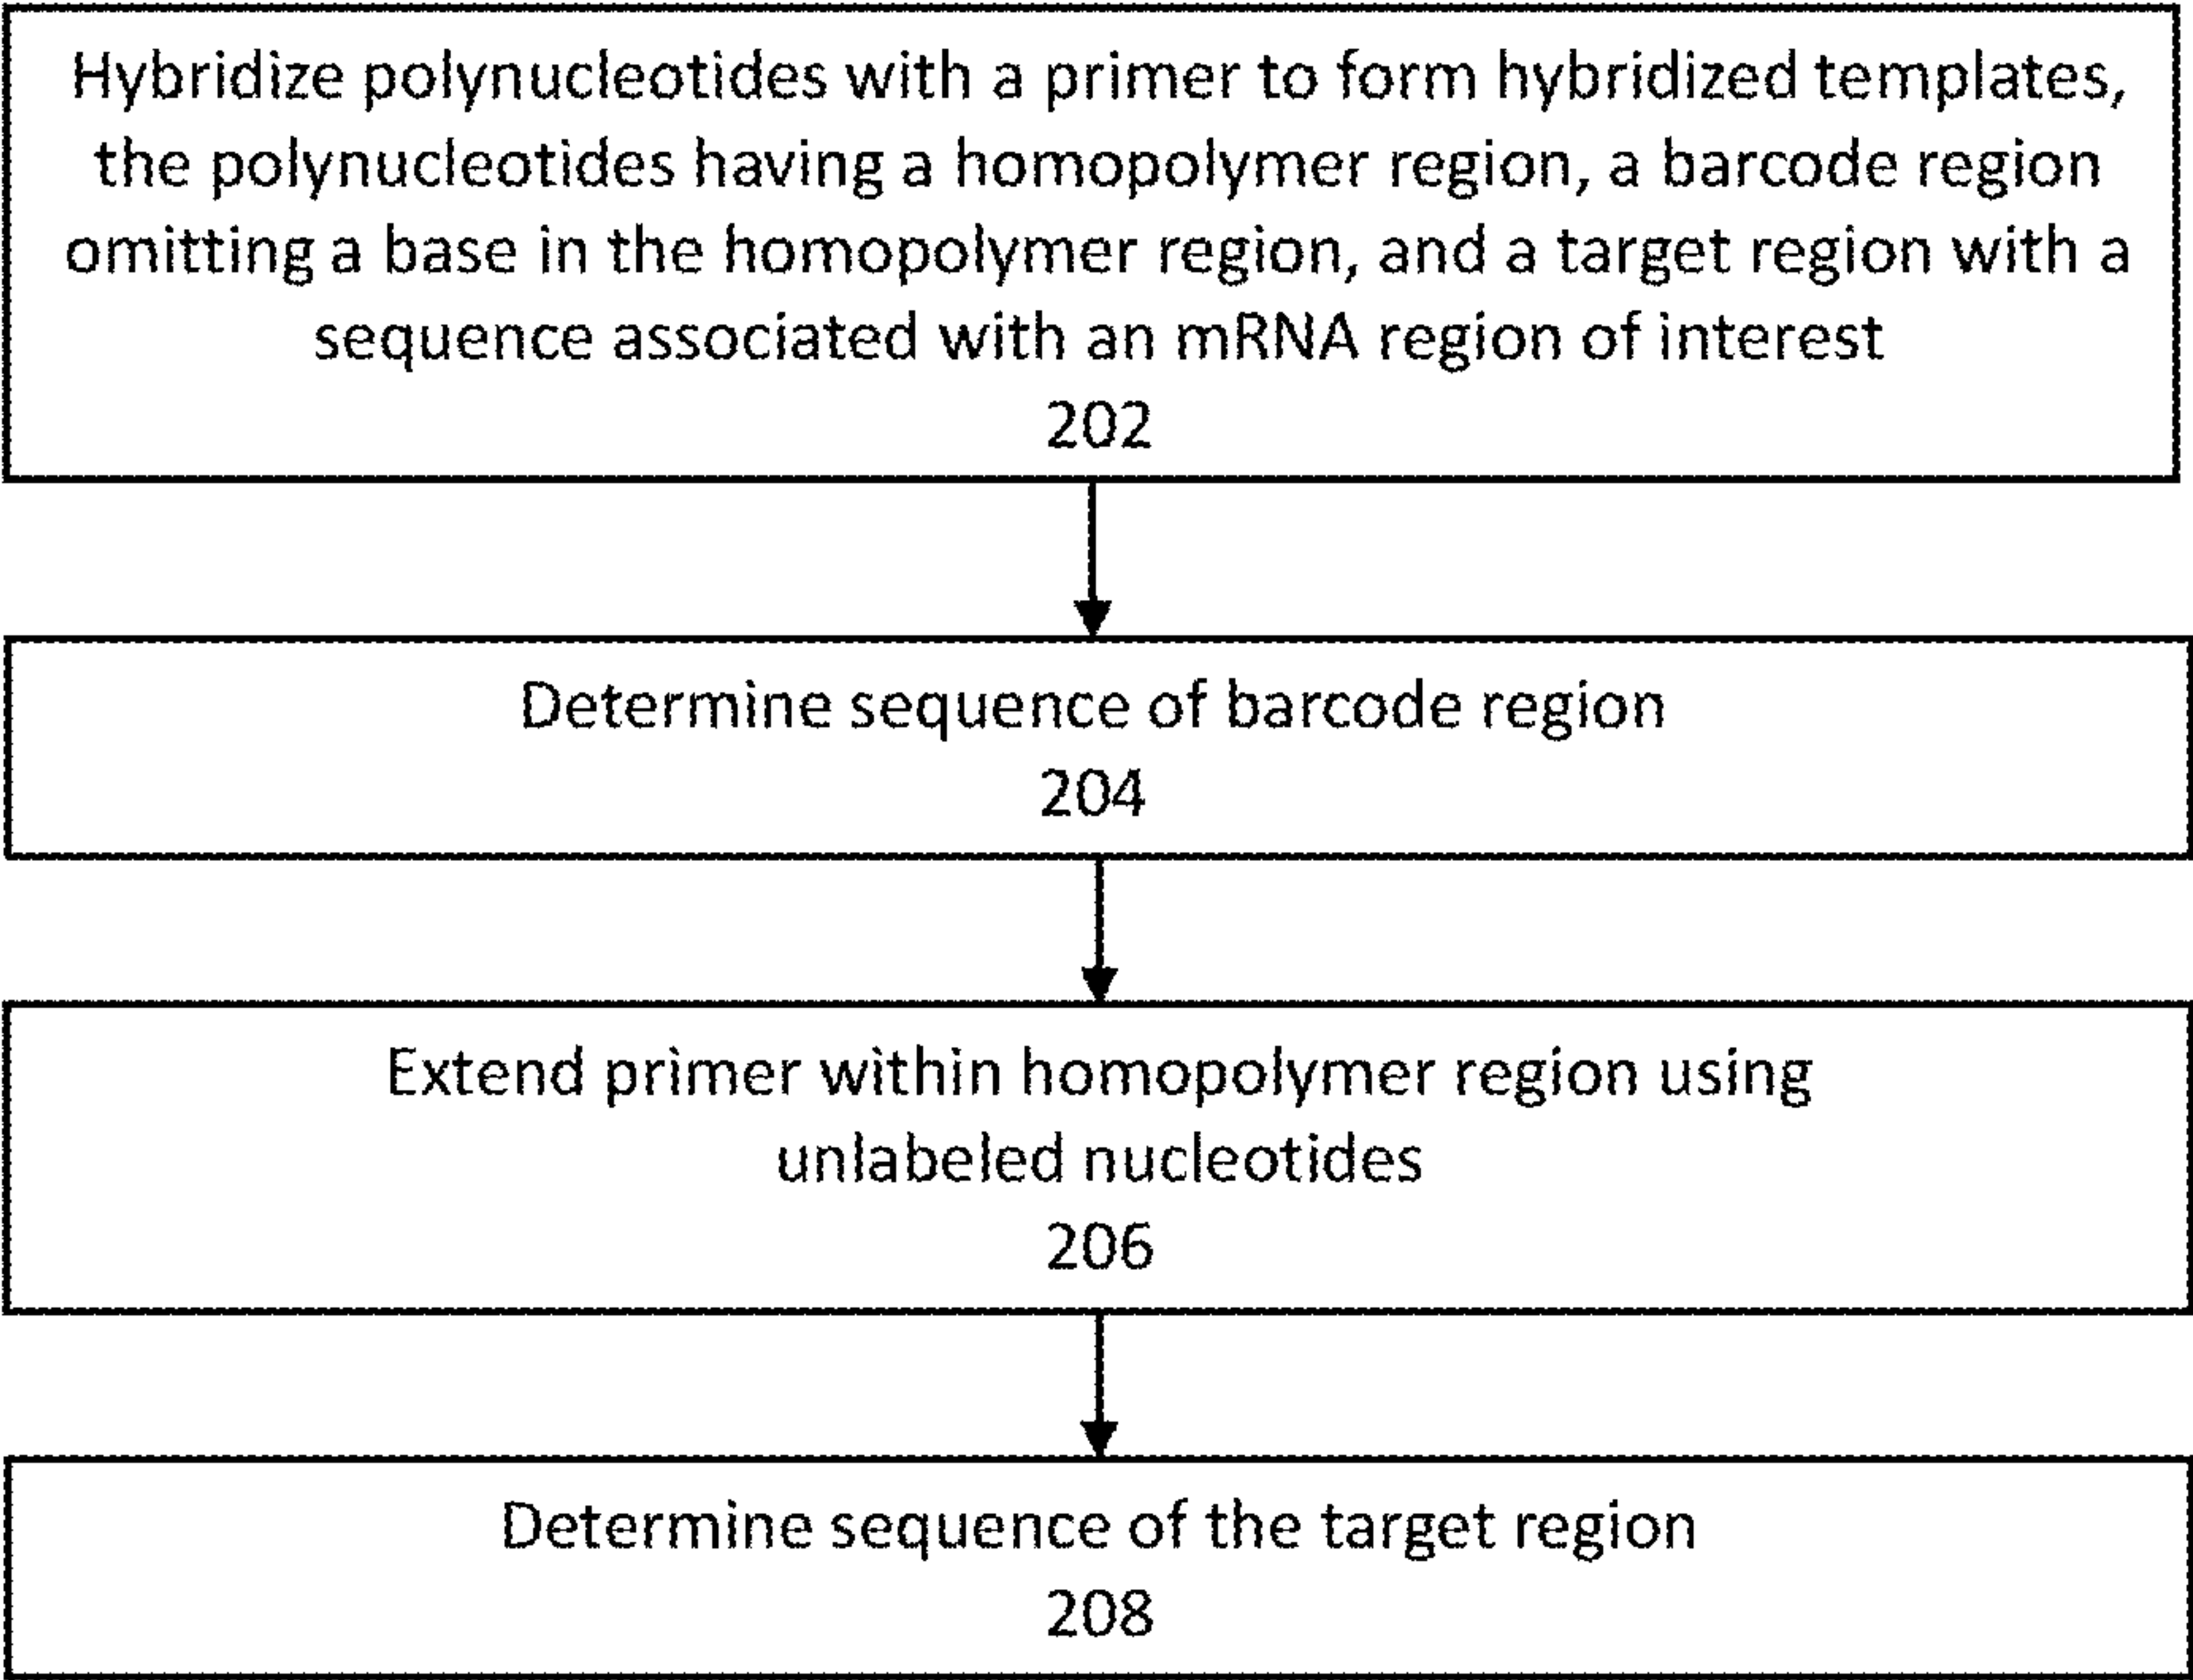 Hybridize polynucleotides with a primer to form hybridized templates,
the polynucleotides having a homopolymer region, a barcode region
omitting a base in the homopolymer region, and a target region with a
sequence associated with an mRNA region of interest
202
Determine sequence of barcode region
204
Extend primer within homopolymer region using
unlabeled nucleotides
206
Determine sequence of the target region
208